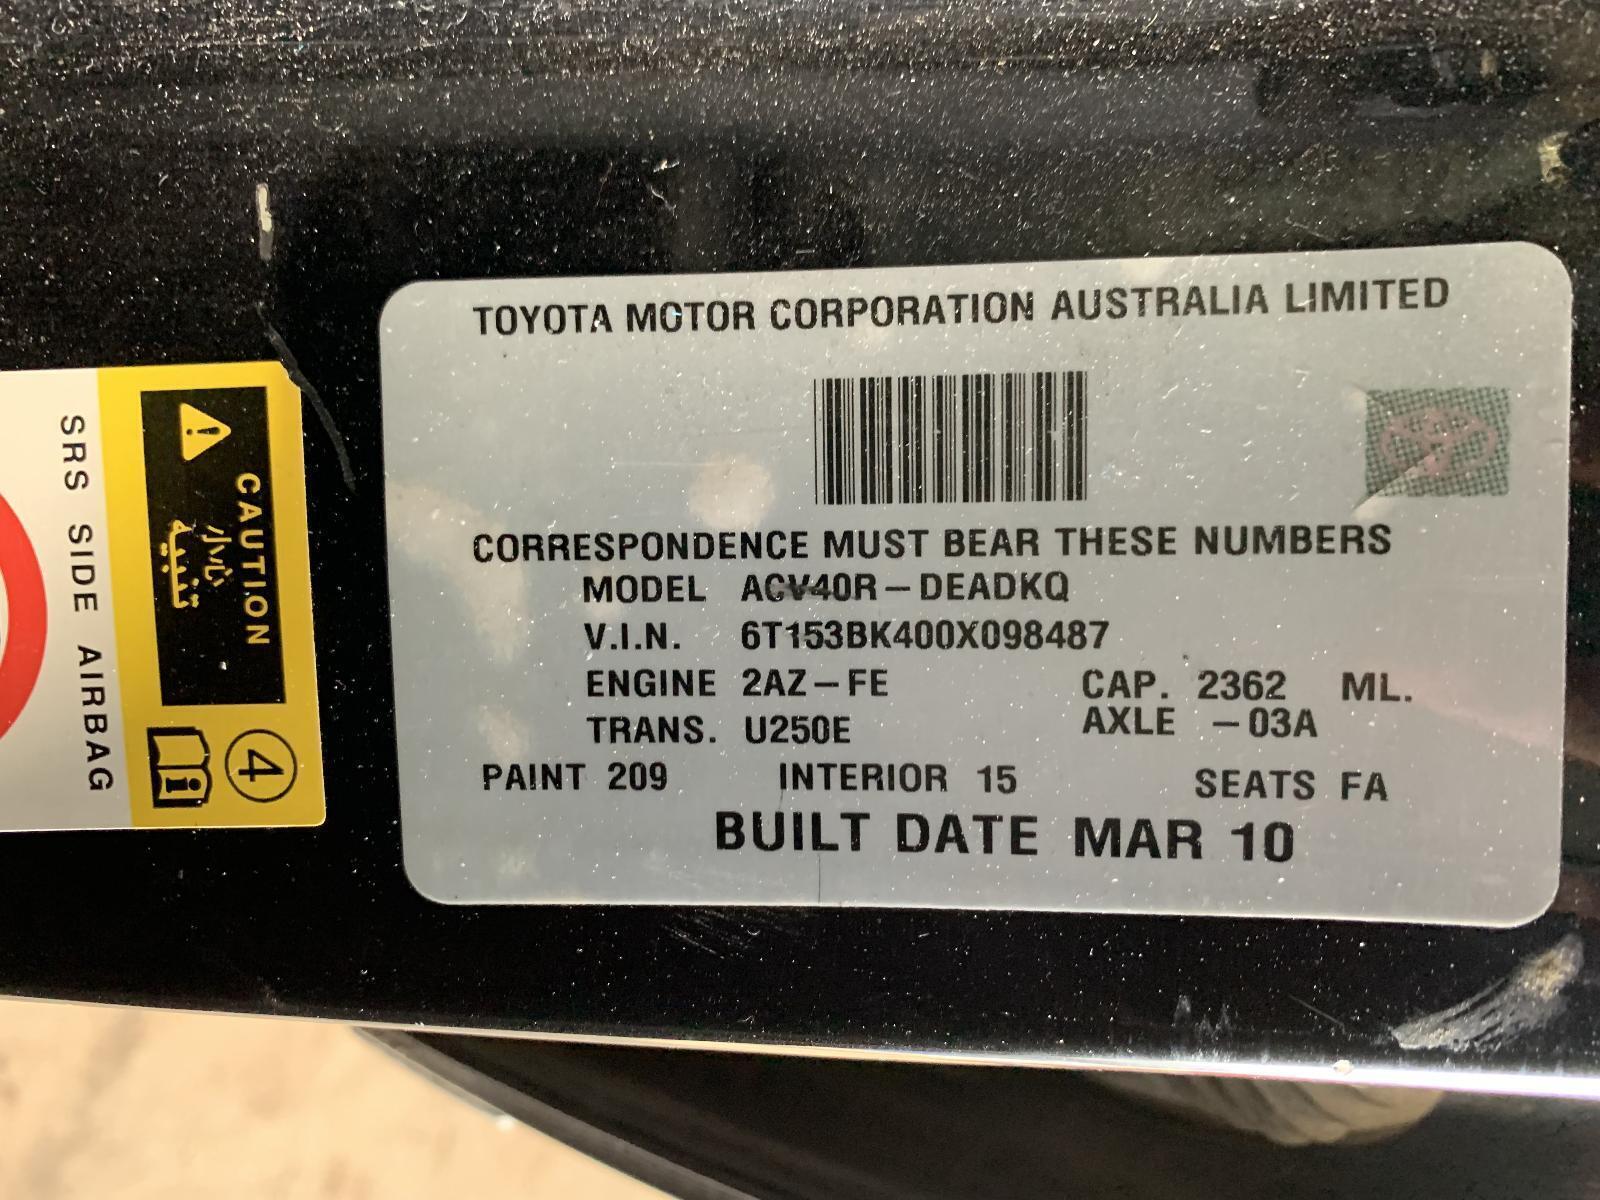 TOYOTA MOTOR CORPORATION AUSTRALIA LIMITED
CORRESPONDENCE MUST BEAR THESE NUMBERS
MODEL ACV40R-DEADKQ
V.I.N. 6T153BK400X098487
ENGINE 2AZ-FE CAP. 2362 ML.
TRANS. U250E AXLE -03A
PAINT 209 INTERIOR 15 SEATS FA
BUILT DATE MAR 10
CAUTION
小心
تنبيه
4
SRS SIDE AIRBAG